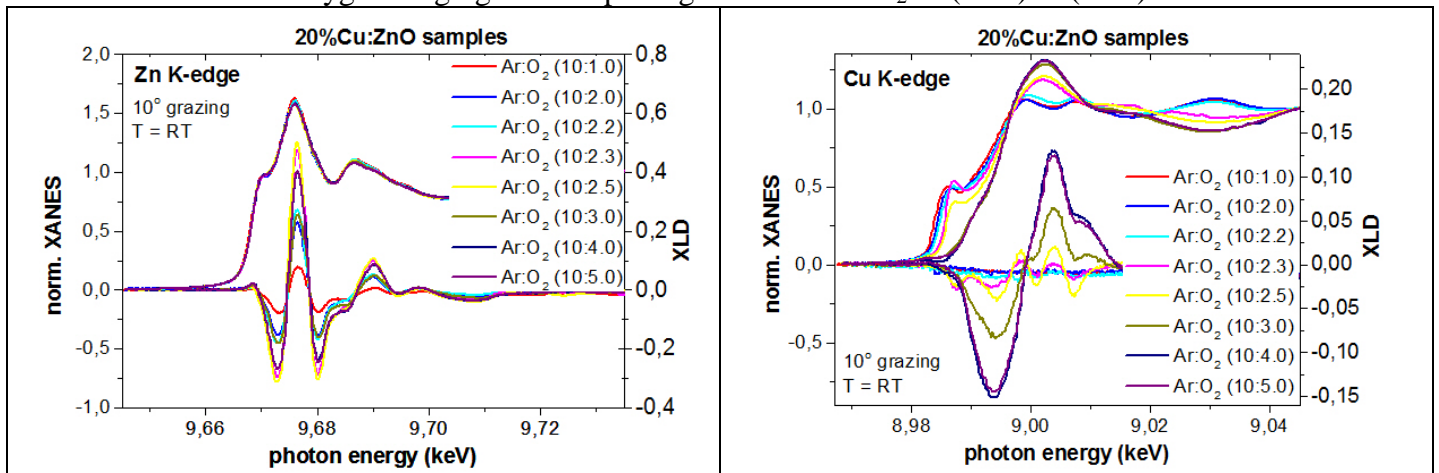 20%Cu:ZnO samples
Zn K-edge
10° grazing
T = RT
Ar:O₂ (10:1.0)
Ar:O₂ (10:2.0)
Ar:O₂ (10:2.2)
Ar:O₂ (10:2.3)
Ar:O₂ (10:2.5)
Ar:O₂ (10:3.0)
Ar:O₂ (10:4.0)
Ar:O₂ (10:5.0)
norm. XANES
2,0
1,5
1,0
0,5
0,0
-0,5
-1,0
0,8
0,6
0,4
0,2
0,0
-0,2
-0,4
XLD
9,66
9,68
9,70
9,72
photon energy (keV)
20%Cu:ZnO samples
Cu K-edge
norm. XANES
1,0
0,5
0,0
-0,5
0,20
0,15
0,10
0,05
0,00
-0,05
-0,10
-0,15
XLD
Ar:O₂ (10:1.0)
Ar:O₂ (10:2.0)
Ar:O₂ (10:2.2)
Ar:O₂ (10:2.3)
Ar:O₂ (10:2.5)
Ar:O₂ (10:3.0)
Ar:O₂ (10:4.0)
Ar:O₂ (10:5.0)
10° grazing
T = RT
8,98
9,00
9,02
9,04
photon energy (keV)